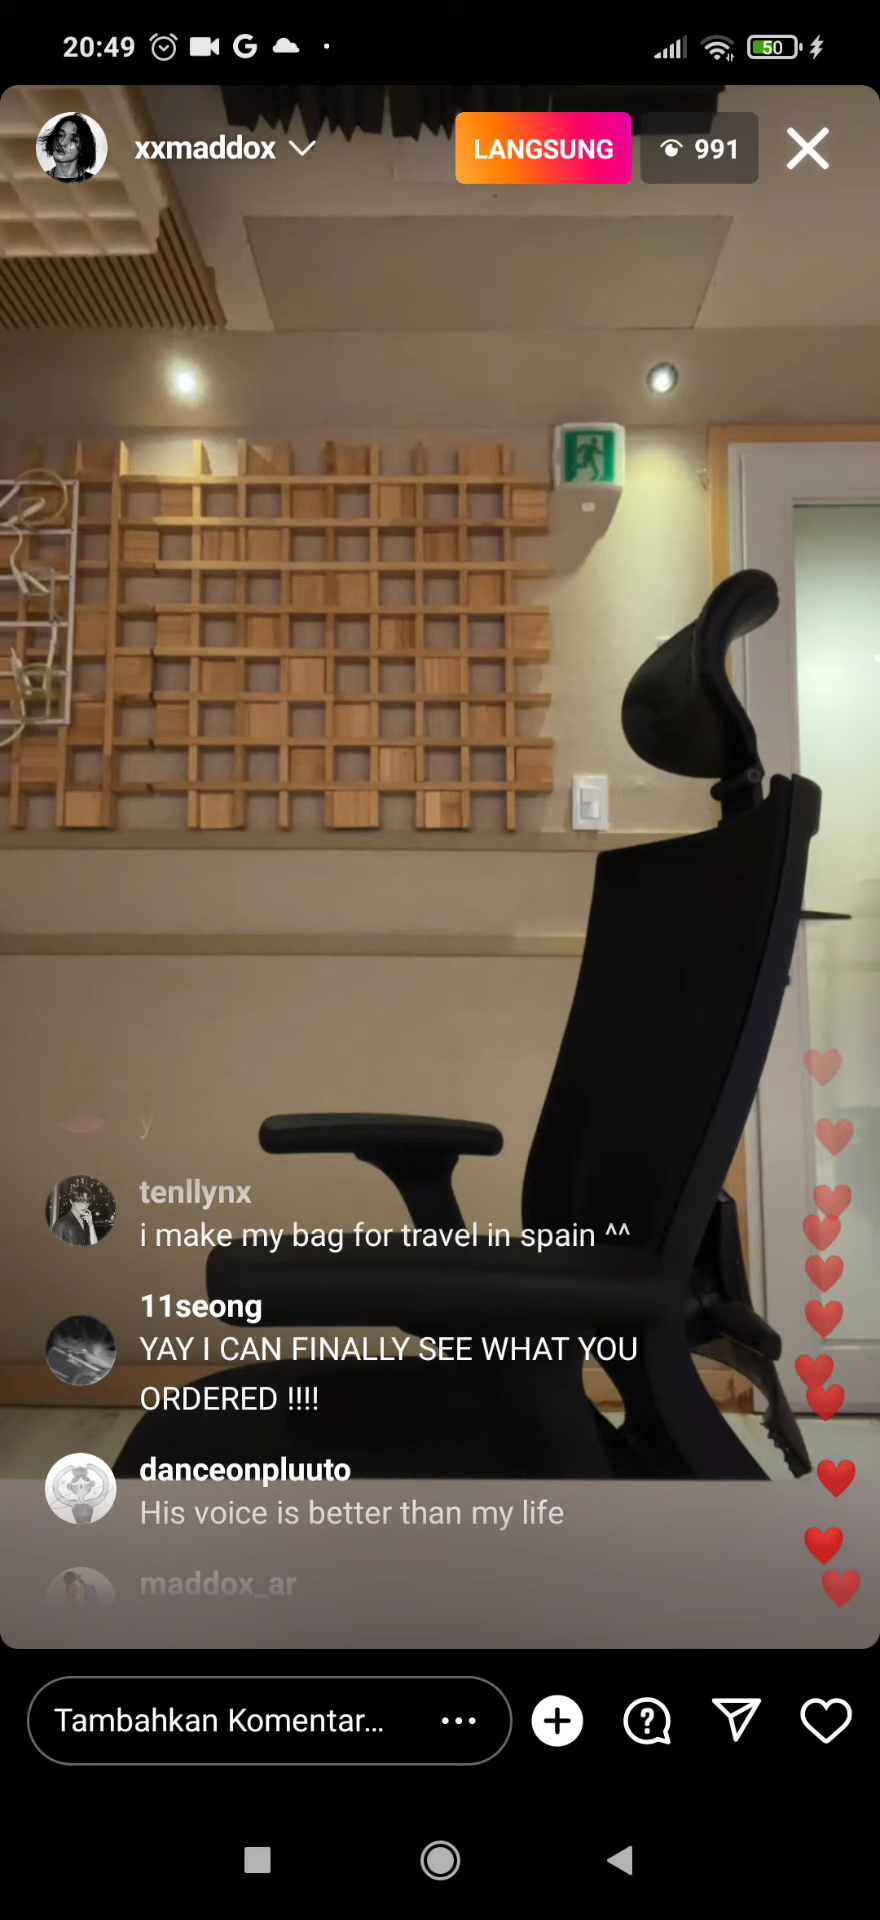 20:49
G
50
xxmaddox
LANGSUNG
991
y
tenllynx
i make my bag for travel in spain ^^
11seong
YAY I CAN FINALLY SEE WHAT YOU
ORDERED !!!!
danceonpluuto
His voice is better than my life
maddox_ar
Tambahkan Komentar...